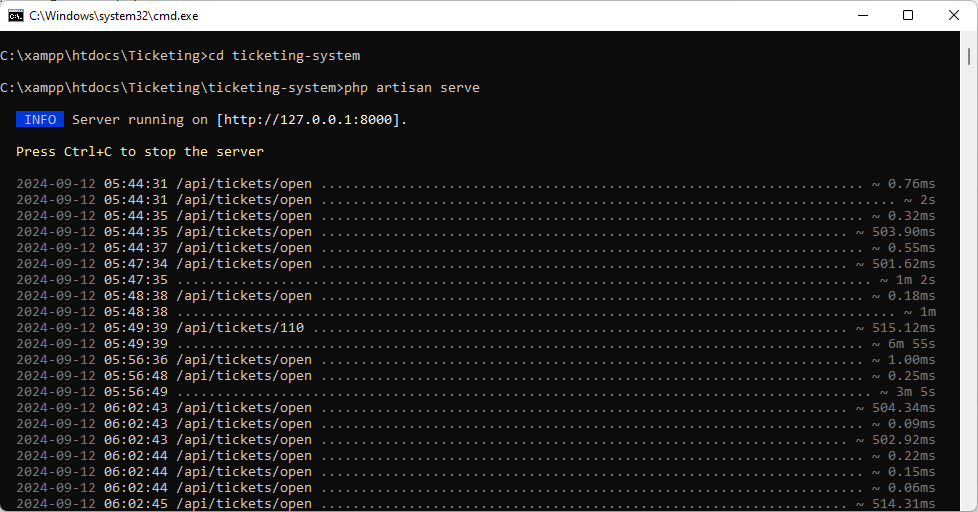 C:\Windows\system32\cmd.exe
C:\xampp\htdocs\Ticketing>cd ticketing-system
C:\xampp\htdocs\Ticketing\ticketing-system>php artisan serve
INFO Server running on [http://127.0.0.1:8000].
Press Ctrl+C to stop the server
2024-09-12 05:44:31 /api/tickets/open .................................................................... ~ 0.76ms
2024-09-12 05:44:31 /api/tickets/open ........................................................................ ~ 2s
2024-09-12 05:44:35 /api/tickets/open .................................................................... ~ 0.32ms
2024-09-12 05:44:35 /api/tickets/open .................................................................. ~ 503.90ms
2024-09-12 05:44:37 /api/tickets/open .................................................................... ~ 0.55ms
2024-09-12 05:47:34 /api/tickets/open .................................................................. ~ 501.62ms
2024-09-12 05:47:35 ....................................................................................... ~ 1m 2s
2024-09-12 05:48:38 /api/tickets/open .................................................................... ~ 0.18ms
2024-09-12 05:48:38 .......................................................................................... ~ 1m
2024-09-12 05:49:39 /api/tickets/110 ................................................................... ~ 515.12ms
2024-09-12 05:49:39 ...................................................................................... ~ 6m 55s
2024-09-12 05:56:36 /api/tickets/open .................................................................... ~ 1.00ms
2024-09-12 05:56:48 /api/tickets/open .................................................................... ~ 0.25ms
2024-09-12 05:56:49 ....................................................................................... ~ 3m 5s
2024-09-12 06:02:43 /api/tickets/open .................................................................. ~ 504.34ms
2024-09-12 06:02:43 /api/tickets/open .................................................................... ~ 0.09ms
2024-09-12 06:02:43 /api/tickets/open .................................................................. ~ 502.92ms
2024-09-12 06:02:44 /api/tickets/open .................................................................... ~ 0.22ms
2024-09-12 06:02:44 /api/tickets/open .................................................................... ~ 0.15ms
2024-09-12 06:02:44 /api/tickets/open .................................................................... ~ 0.06ms
2024-09-12 06:02:45 /api/tickets/open .................................................................. ~ 514.31ms